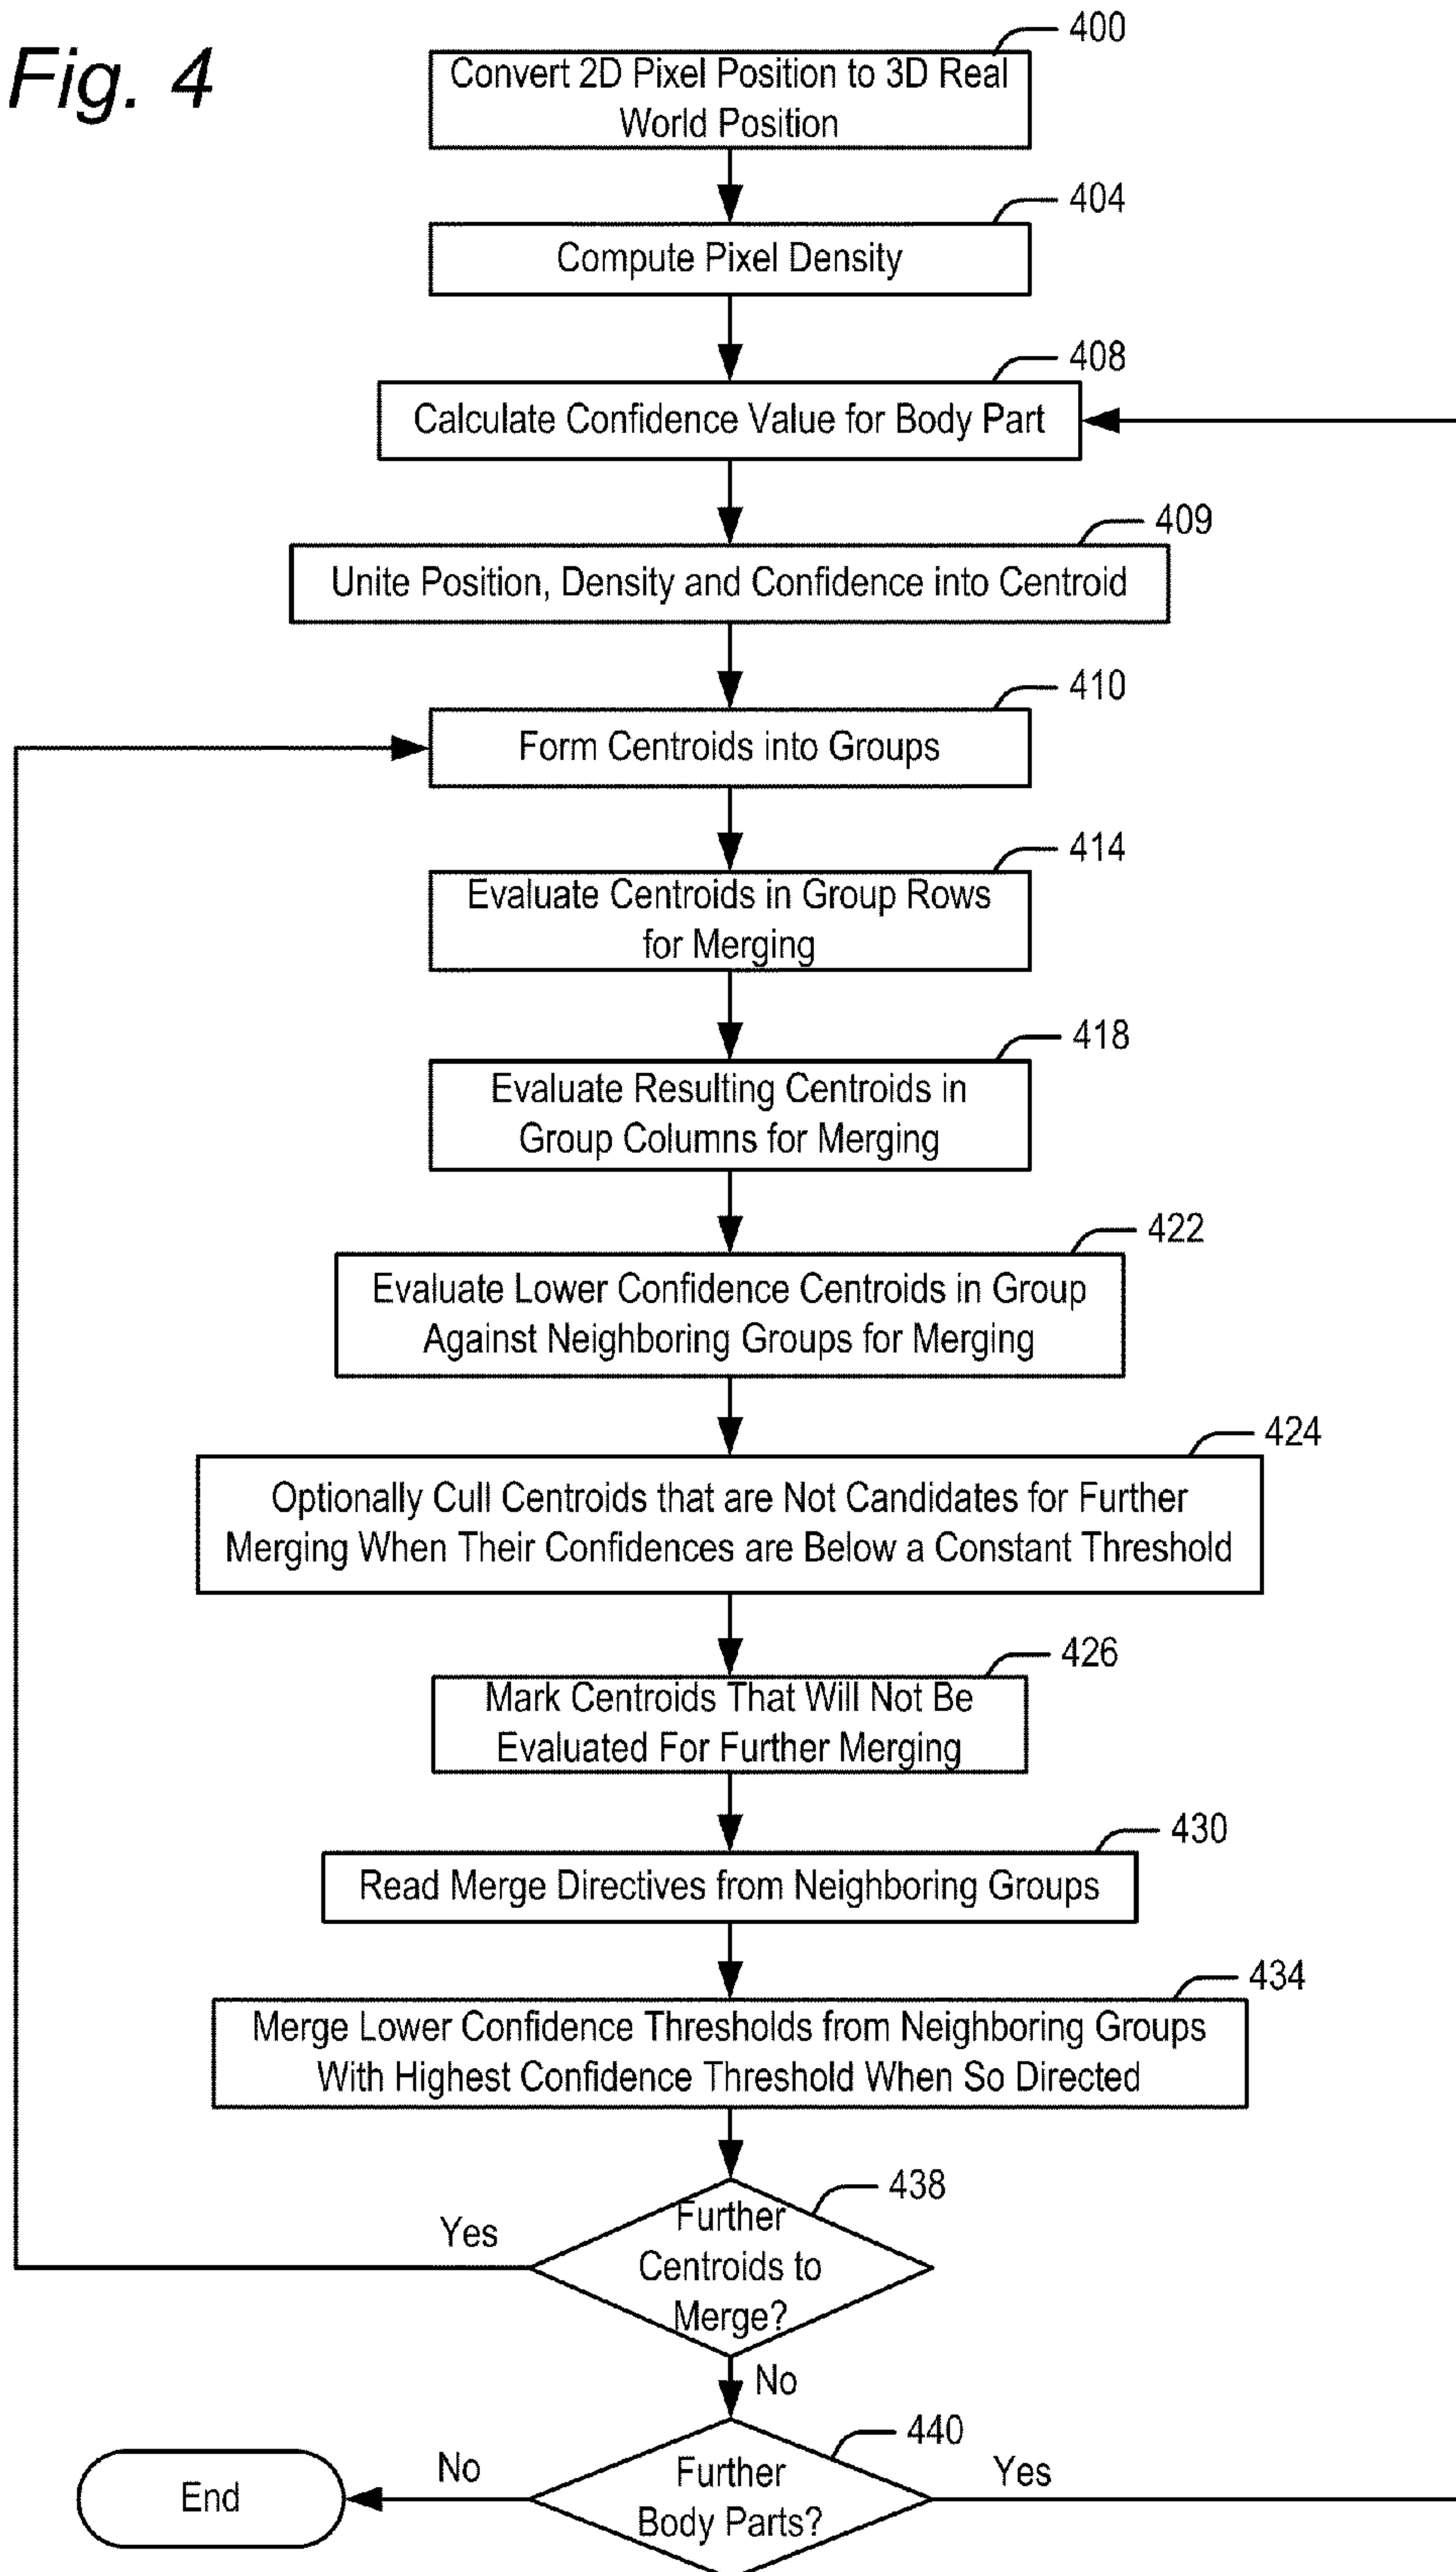 Fig. 4
400
Convert 2D Pixel Position to 3D Real
World Position
404
Compute Pixel Density
408
Calculate Confidence Value for Body Part
409
Unite Position, Density and Confidence into Centroid
410
Form Centroids into Groups
414
Evaluate Centroids in Group Rows
for Merging
418
Evaluate Resulting Centroids in
Group Columns for Merging
422
Evaluate Lower Confidence Centroids in Group
Against Neighboring Groups for Merging
424
Optionally Cull Centroids that are Not Candidates for Further
Merging When Their Confidences are Below a Constant Threshold
426
Mark Centroids That Will Not Be
Evaluated For Further Merging
430
Read Merge Directives from Neighboring Groups
434
Merge Lower Confidence Thresholds from Neighboring Groups
With Highest Confidence Threshold When So Directed
438
Yes
Further
Centroids to
Merge?
No
440
End
No
Further
Body Parts?
Yes